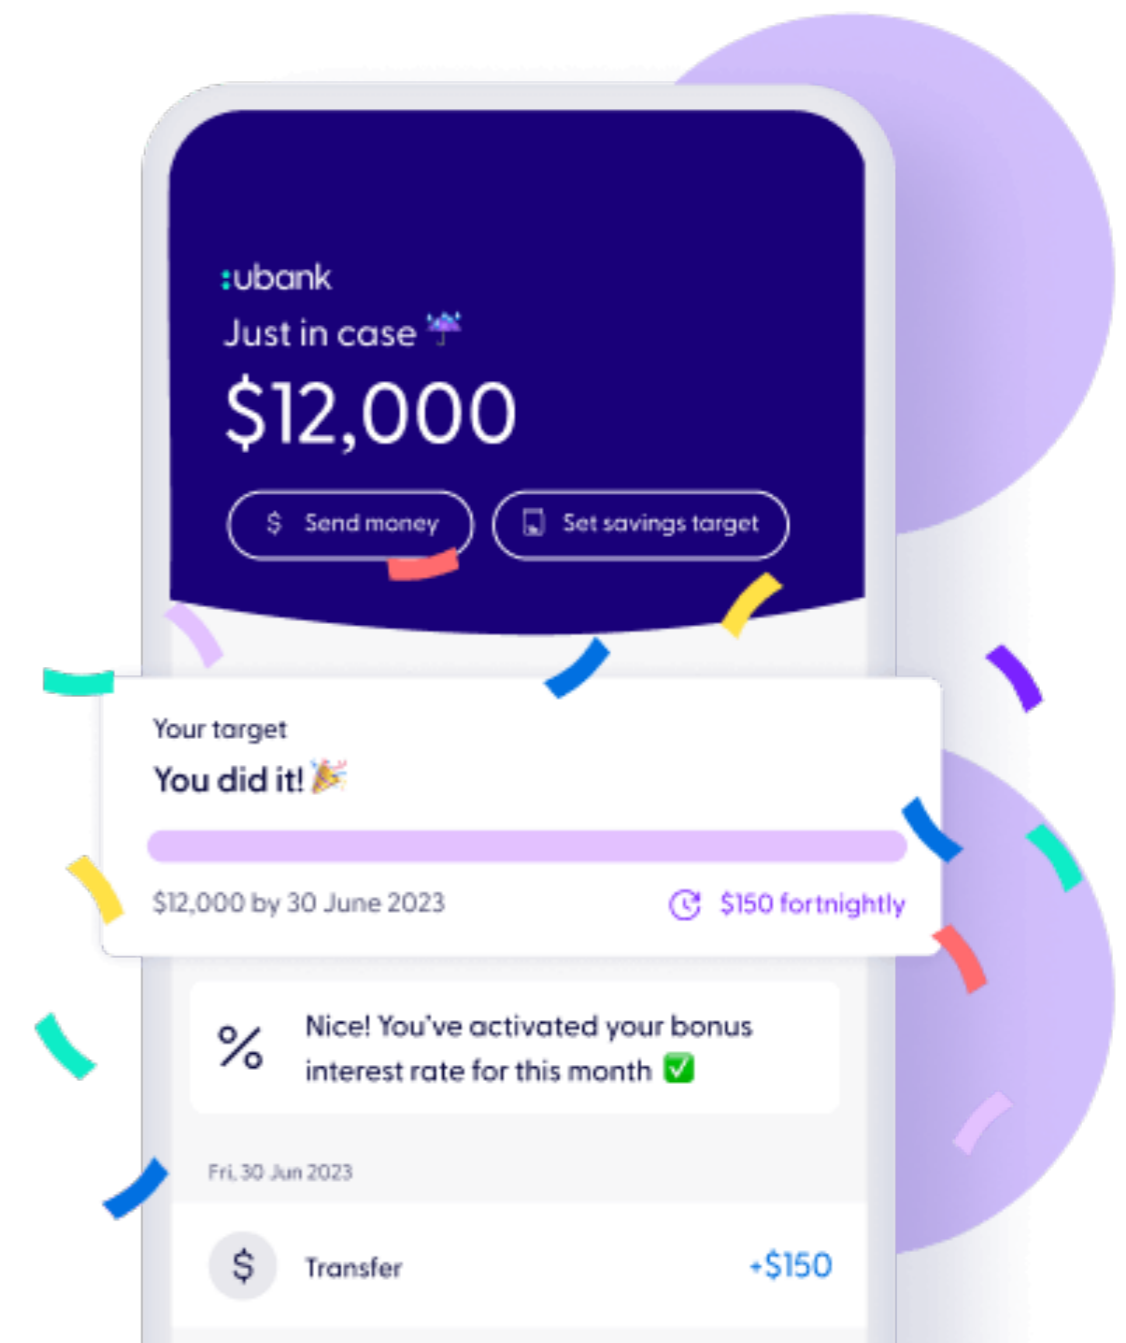 :ubank
Just in case ☔
$12,000
$ Send money
Set savings target
Your target
You did it! 🎉
$12,000 by 30 June 2023
$150 fortnightly
% Nice! You've activated your bonus
interest rate for this month ✅
Fri, 30 Jun 2023
$ Transfer +$150